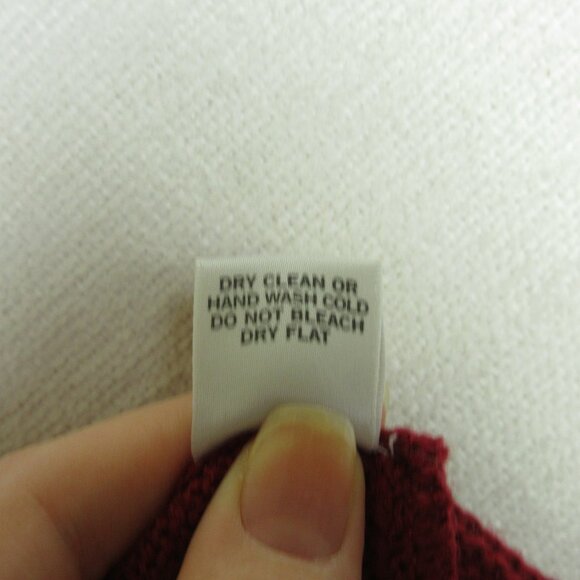 DRY CLEAN OR
HAND WASH COLD
DO NOT BLEACH
DRY FLAT